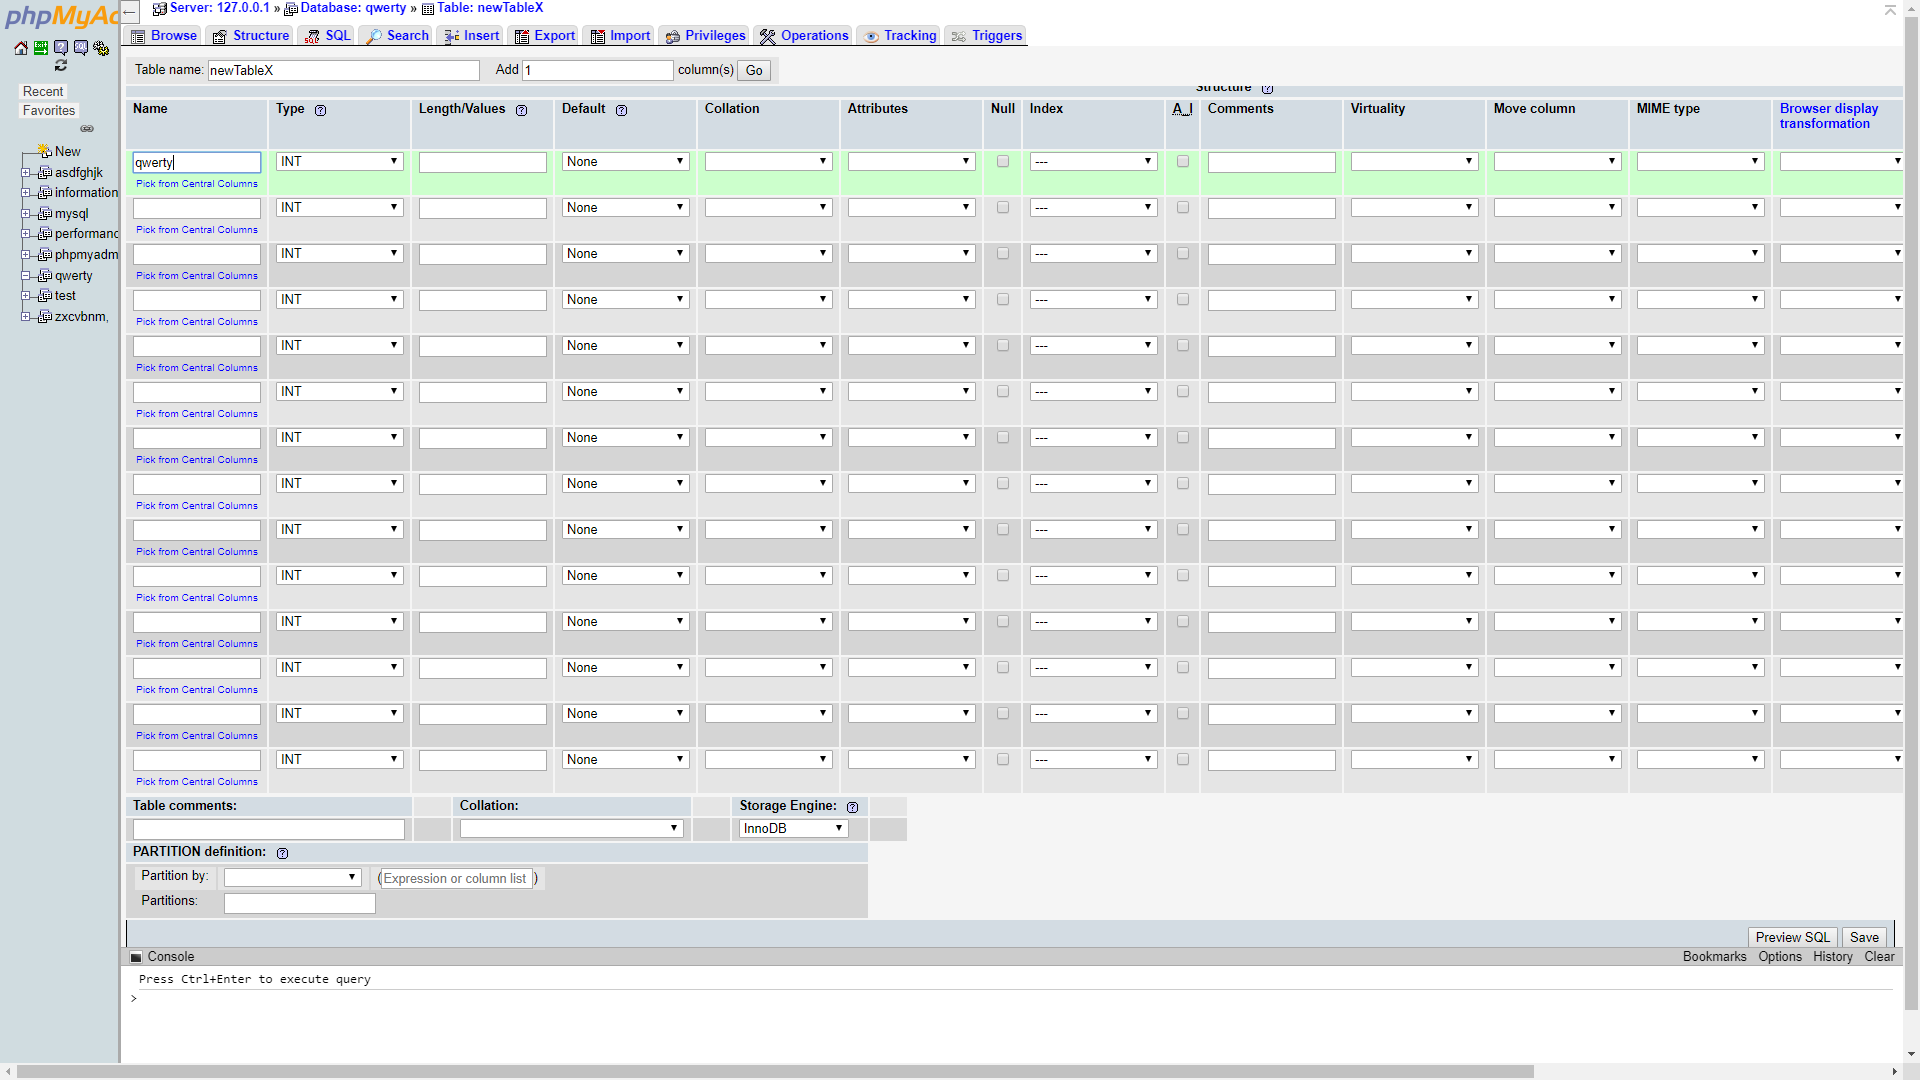 phpMyAd
Server: 127.0.0.1 » Database: qwerty » Table: newTableX
Browse Structure SQL Search Insert Export Import Privileges Operations Tracking Triggers
Recent
Favorites
New
asdfghjk
information
mysql
performanc
phpmyadm
qwerty
test
zxcvbnm,
Table name: newTableX Add 1 column(s) Go
Structure
Name Type Length/Values Default Collation Attributes Null Index A_I Comments Virtuality Move column MIME type Browser display transformation
qwerty INT None --- ---
Pick from Central Columns
INT None ---
Pick from Central Columns
INT None ---
Pick from Central Columns
INT None ---
Pick from Central Columns
INT None ---
Pick from Central Columns
INT None ---
Pick from Central Columns
INT None ---
Pick from Central Columns
INT None ---
Pick from Central Columns
INT None ---
Pick from Central Columns
INT None ---
Pick from Central Columns
INT None ---
Pick from Central Columns
INT None ---
Pick from Central Columns
INT None ---
Pick from Central Columns
INT None ---
Pick from Central Columns
Table comments: Collation: Storage Engine:
InnoDB
PARTITION definition:
Partition by: (Expression or column list)
Partitions:
Preview SQL Save
Console Bookmarks Options History Clear
Press Ctrl+Enter to execute query
>